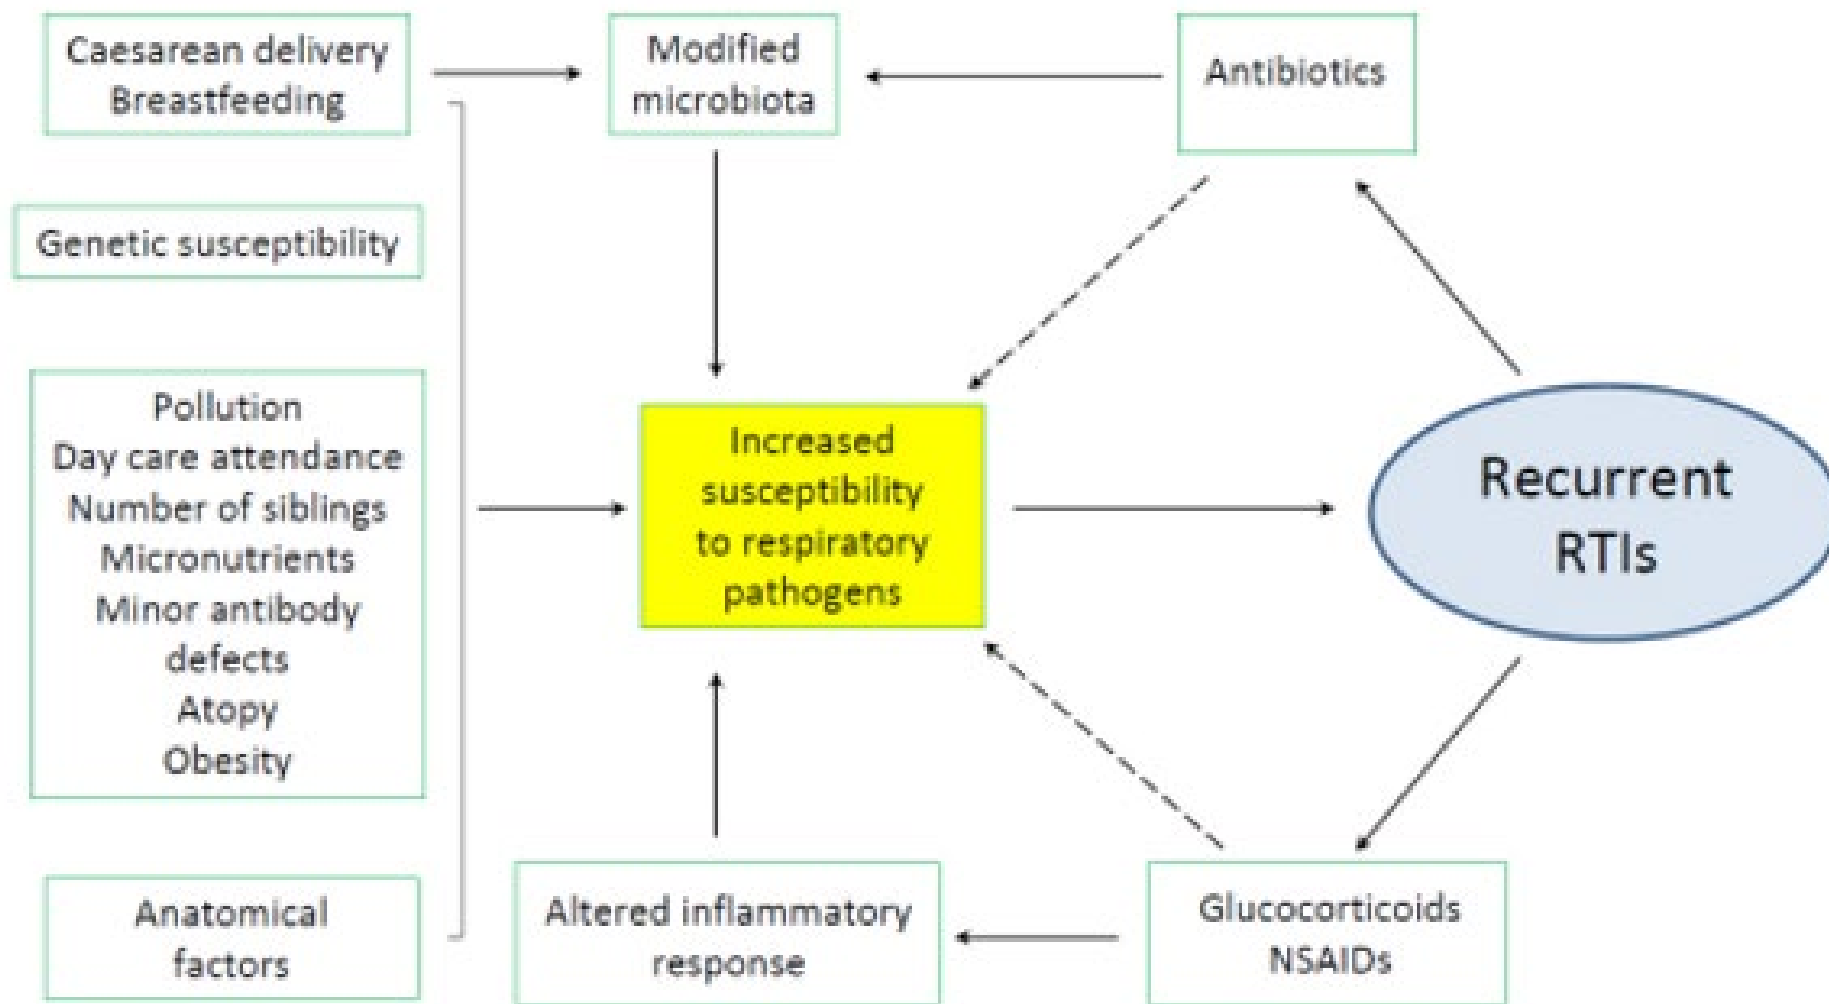 Caesarean delivery
Breastfeeding
Modified
microbiota
Antibiotics
Genetic susceptibility
Pollution
Day care attendance
Number of siblings
Micronutrients
Minor antibody
defects
Atopy
Obesity
Increased
susceptibility
to respiratory
pathogens
Recurrent
RTIs
Anatomical
factors
Altered inflammatory
response
Glucocorticoids
NSAIDs